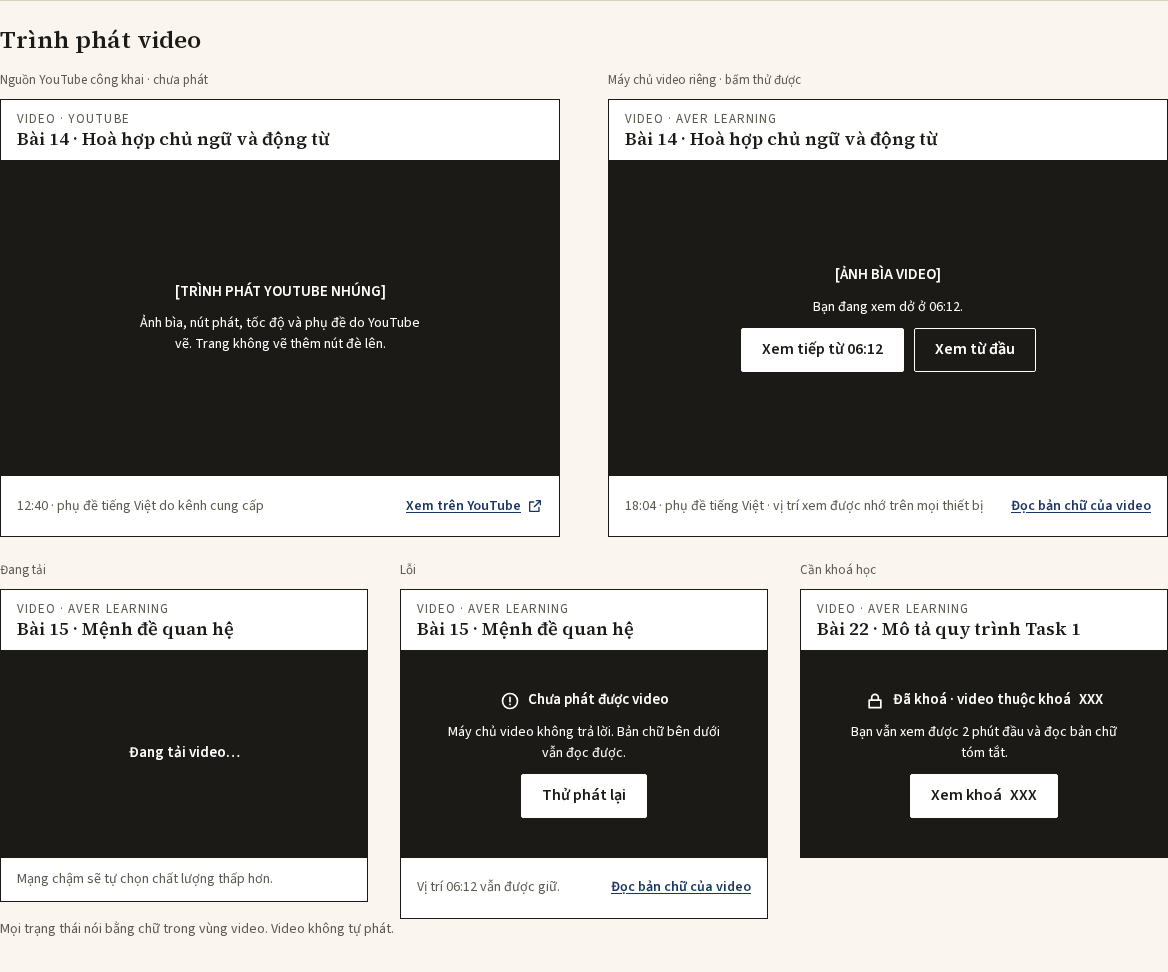 Trình phát video
Nguồn YouTube công khai · chưa phát
VIDEO · YOUTUBE
Bài 14 · Hoà hợp chủ ngữ và động từ
[TRÌNH PHÁT YOUTUBE NHÚNG]
Ảnh bìa, nút phát, tốc độ và phụ đề do YouTube
vẽ. Trang không vẽ thêm nút đè lên.
12:40 · phụ đề tiếng Việt do kênh cung cấp
Xem trên YouTube
Máy chủ video riêng · bấm thử được
VIDEO · AVER LEARNING
Bài 14 · Hoà hợp chủ ngữ và động từ
[ẢNH BÌA VIDEO]
Bạn đang xem dở ở 06:12.
Xem tiếp từ 06:12
Xem từ đầu
18:04 · phụ đề tiếng Việt · vị trí xem được nhớ trên mọi thiết bị
Đọc bản chữ của video
Đang tải
VIDEO · AVER LEARNING
Bài 15 · Mệnh đề quan hệ
Đang tải video…
Mạng chậm sẽ tự chọn chất lượng thấp hơn.
Lỗi
VIDEO · AVER LEARNING
Bài 15 · Mệnh đề quan hệ
Chưa phát được video
Máy chủ video không trả lời. Bản chữ bên dưới
vẫn đọc được.
Thử phát lại
Vị trí 06:12 vẫn được giữ.
Đọc bản chữ của video
Cần khoá học
VIDEO · AVER LEARNING
Bài 22 · Mô tả quy trình Task 1
Đã khoá · video thuộc khoá XXX
Bạn vẫn xem được 2 phút đầu và đọc bản chữ
tóm tắt.
Xem khoá XXX
Mọi trạng thái nói bằng chữ trong vùng video. Video không tự phát.